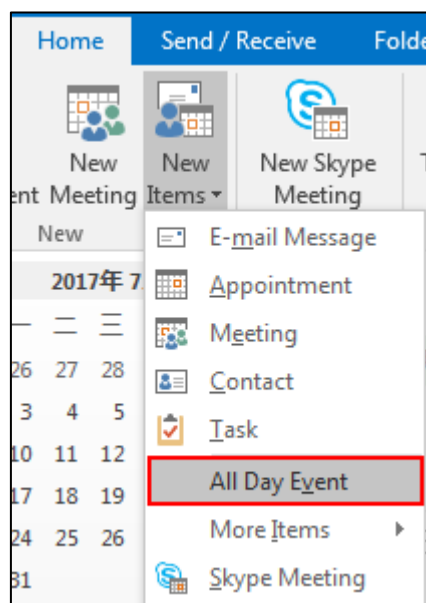 Home Send / Receive Folde
New Meeting
New Items
New Skype Meeting
ent
New
2017年 7
一 二 三
26 27 28
3 4 5
10 11 12
17 18 19
24 25 26
31
E-mail Message
Appointment
Meeting
Contact
Task
All Day Event
More Items
Skype Meeting